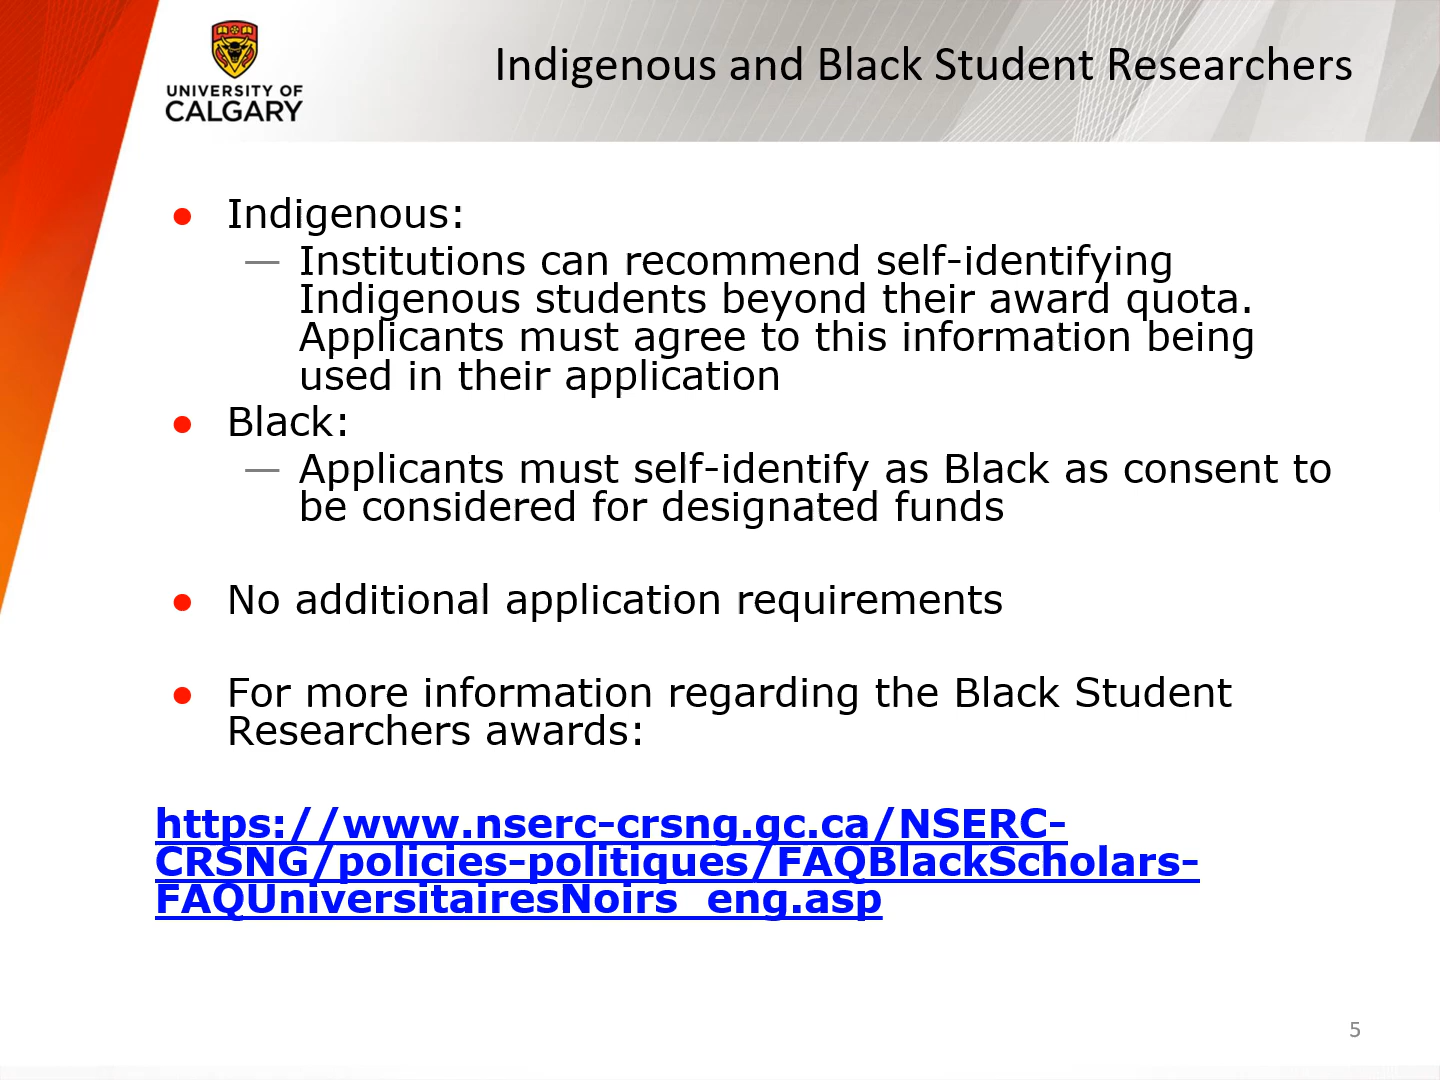 UNIVERSITY OF
CALGARY
Indigenous and Black Student Researchers
● Indigenous:
— Institutions can recommend self-identifying
Indigenous students beyond their award quota.
Applicants must agree to this information being
used in their application
● Black:
— Applicants must self-identify as Black as consent to
be considered for designated funds
● No additional application requirements
● For more information regarding the Black Student
Researchers awards:
https://www.nserc-crsng.gc.ca/NSERC-
CRSNG/policies-politiques/FAQBlackScholars-
FAQUniversitairesNoirs_eng.asp
5